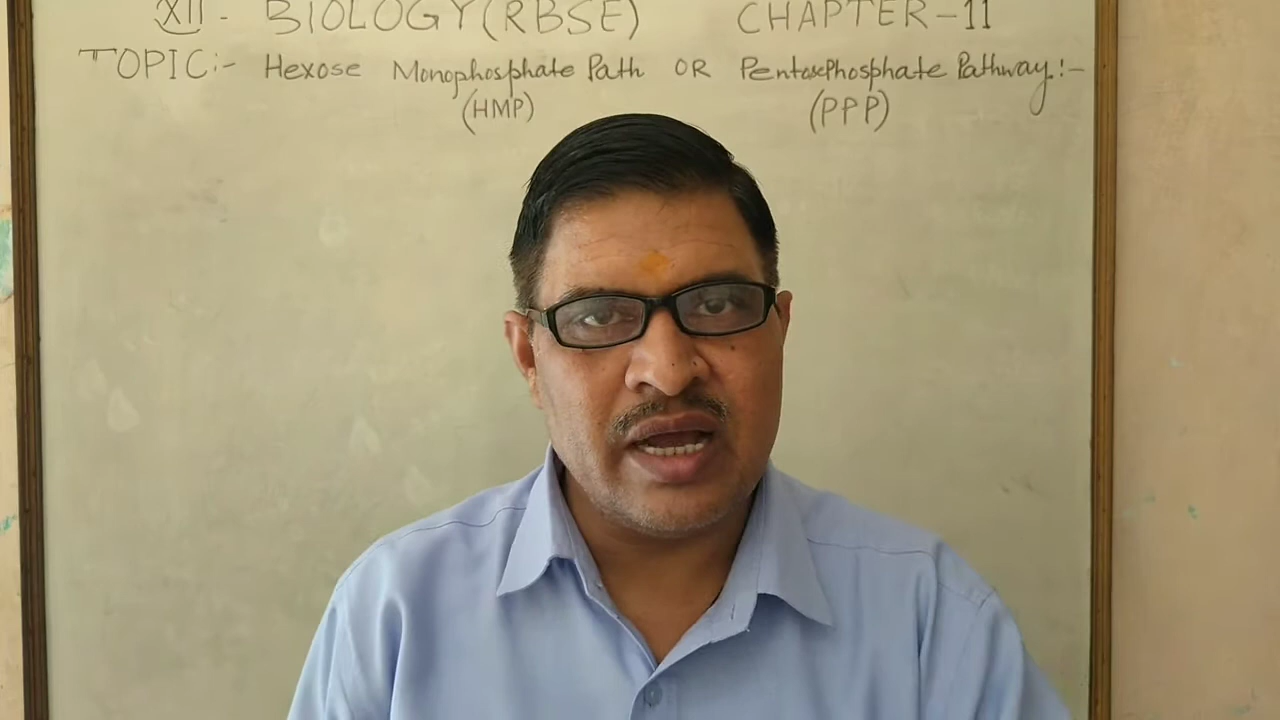 XII - BIOLOGY (RBSE) CHAPTER-11
TOPIC:- Hexose Monophosphate Path OR PentosePhosphate Pathway:-
(HMP) (PPP)